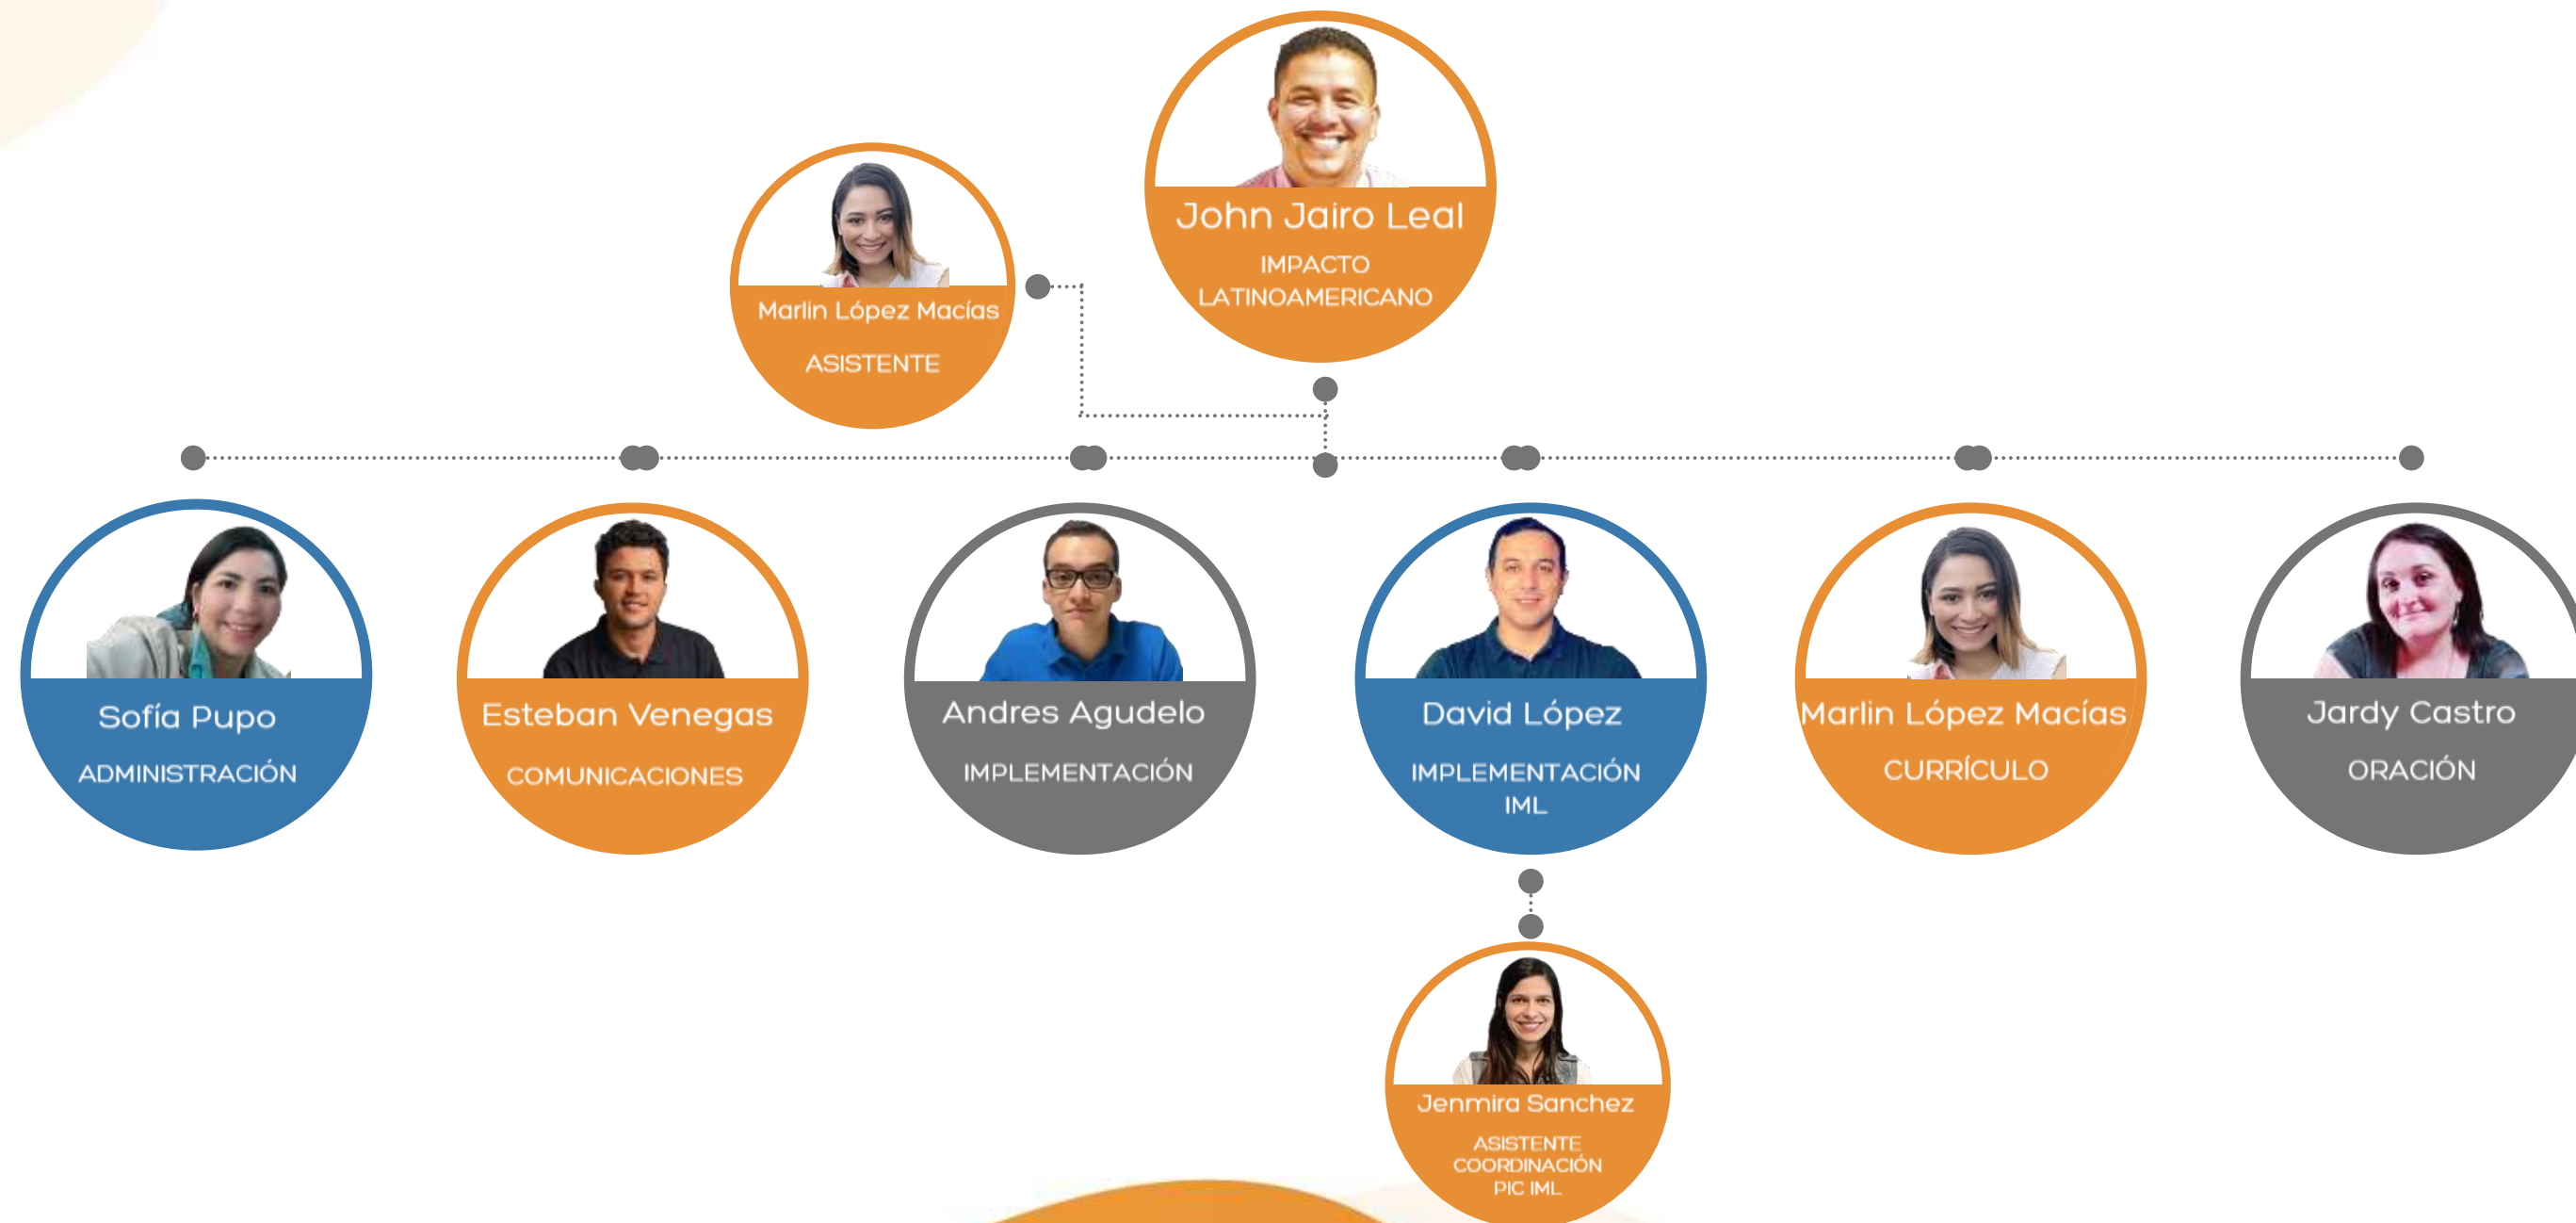 John Jairo Leal
IMPACTO
LATINOAMERICANO
Marlin López Macías
ASISTENTE
Sofía Pupo
ADMINISTRACIÓN
Esteban Venegas
COMUNICACIONES
Andres Agudelo
IMPLEMENTACIÓN
David López
IMPLEMENTACIÓN
IML
Marlin López Macías
CURRÍCULO
Jardy Castro
ORACIÓN
Jenmira Sanchez
ASISTENTE
COORDINACIÓN
PIC IML